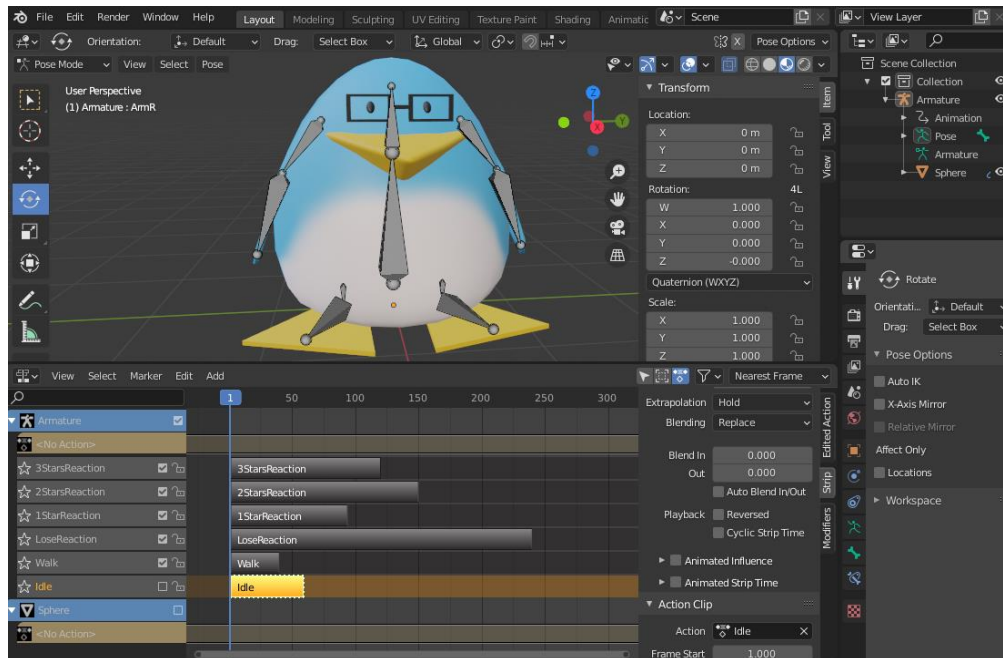 File Edit Render Window Help Layout Modeling Sculpting UV Editing Texture Paint Shading Animatic Scene View Layer
Orientation: Default Drag: Select Box Global Pose Options
Pose Mode View Select Pose
User Perspective
(1) Armature : ArmR
Z
Y
X
Transform
Location:
X 0 m
Y 0 m
Z 0 m
Rotation: 4L
W 1.000
X 0.000
Y 0.000
Z -0.000
Quaternion (WXYZ)
Scale:
X 1.000
Y 1.000
Z 1.000
Item
Tool
View
Scene Collection
Collection
Armature
Animation
Pose
Armature
Sphere
Rotate
Orientati... Default
Drag: Select Box
Pose Options
Auto IK
X-Axis Mirror
Relative Mirror
Affect Only
Locations
Workspace
View Select Marker Edit Add Nearest Frame
1 50 100 150 200 250 300
Armature
<No Action>
3StarsReaction 3StarsReaction
2StarsReaction 2StarsReaction
1StarReaction 1StarReaction
LoseReaction LoseReaction
Walk Walk
Idle Idle
Sphere
<No Action>
Extrapolation Hold
Blending Replace
Blend In 0.000
Out 0.000
Auto Blend In/Out
Playback Reversed
Cyclic Strip Time
Animated Influence
Animated Strip Time
Action Clip
Action Idle
Frame Start 1.000
Edited Action
Strip
Modifiers